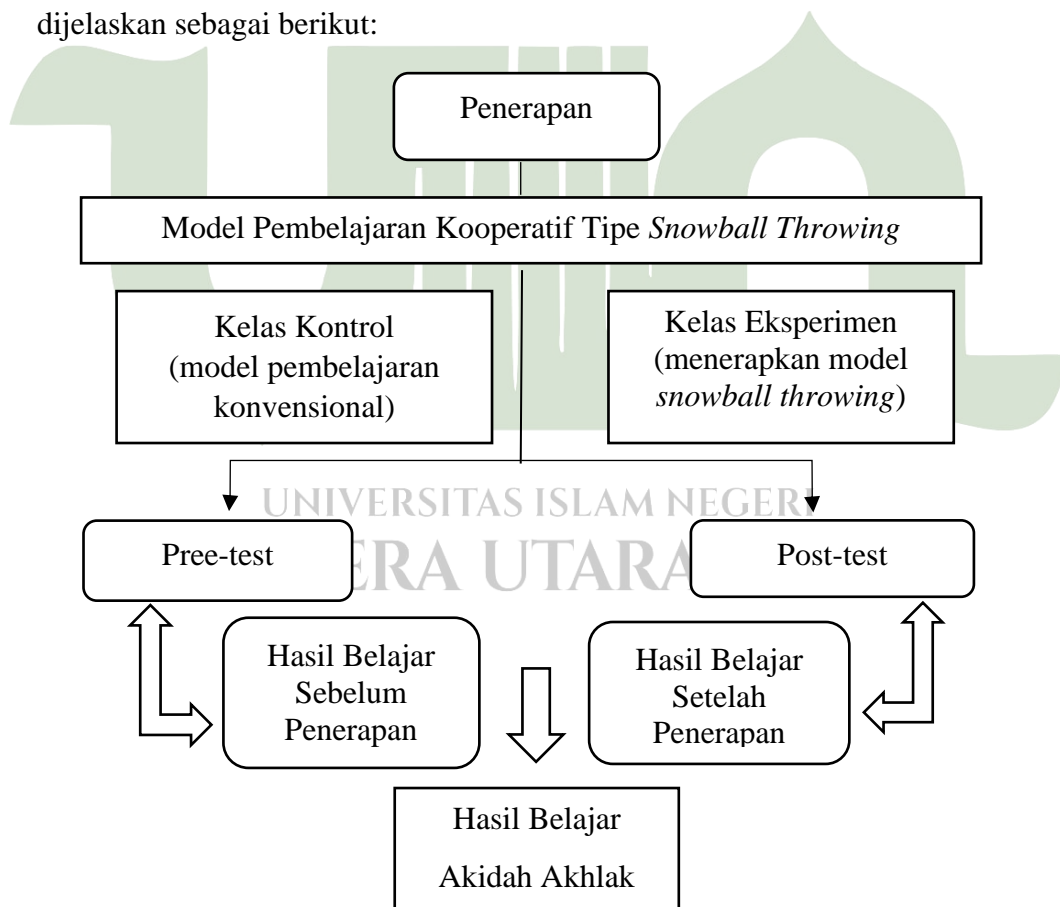 dijelaskan sebagai berikut:
Penerapan
Model Pembelajaran Kooperatif Tipe Snowball Throwing
Kelas Kontrol
(model pembelajaran
konvensional)
Kelas Eksperimen
(menerapkan model
snowball throwing)
UNIVERSITAS ISLAM NEGERI
UTARA
Pree-test
Post-test
Hasil Belajar
Sebelum
Penerapan
Hasil Belajar
Setelah
Penerapan
Hasil Belajar
Akidah Akhlak